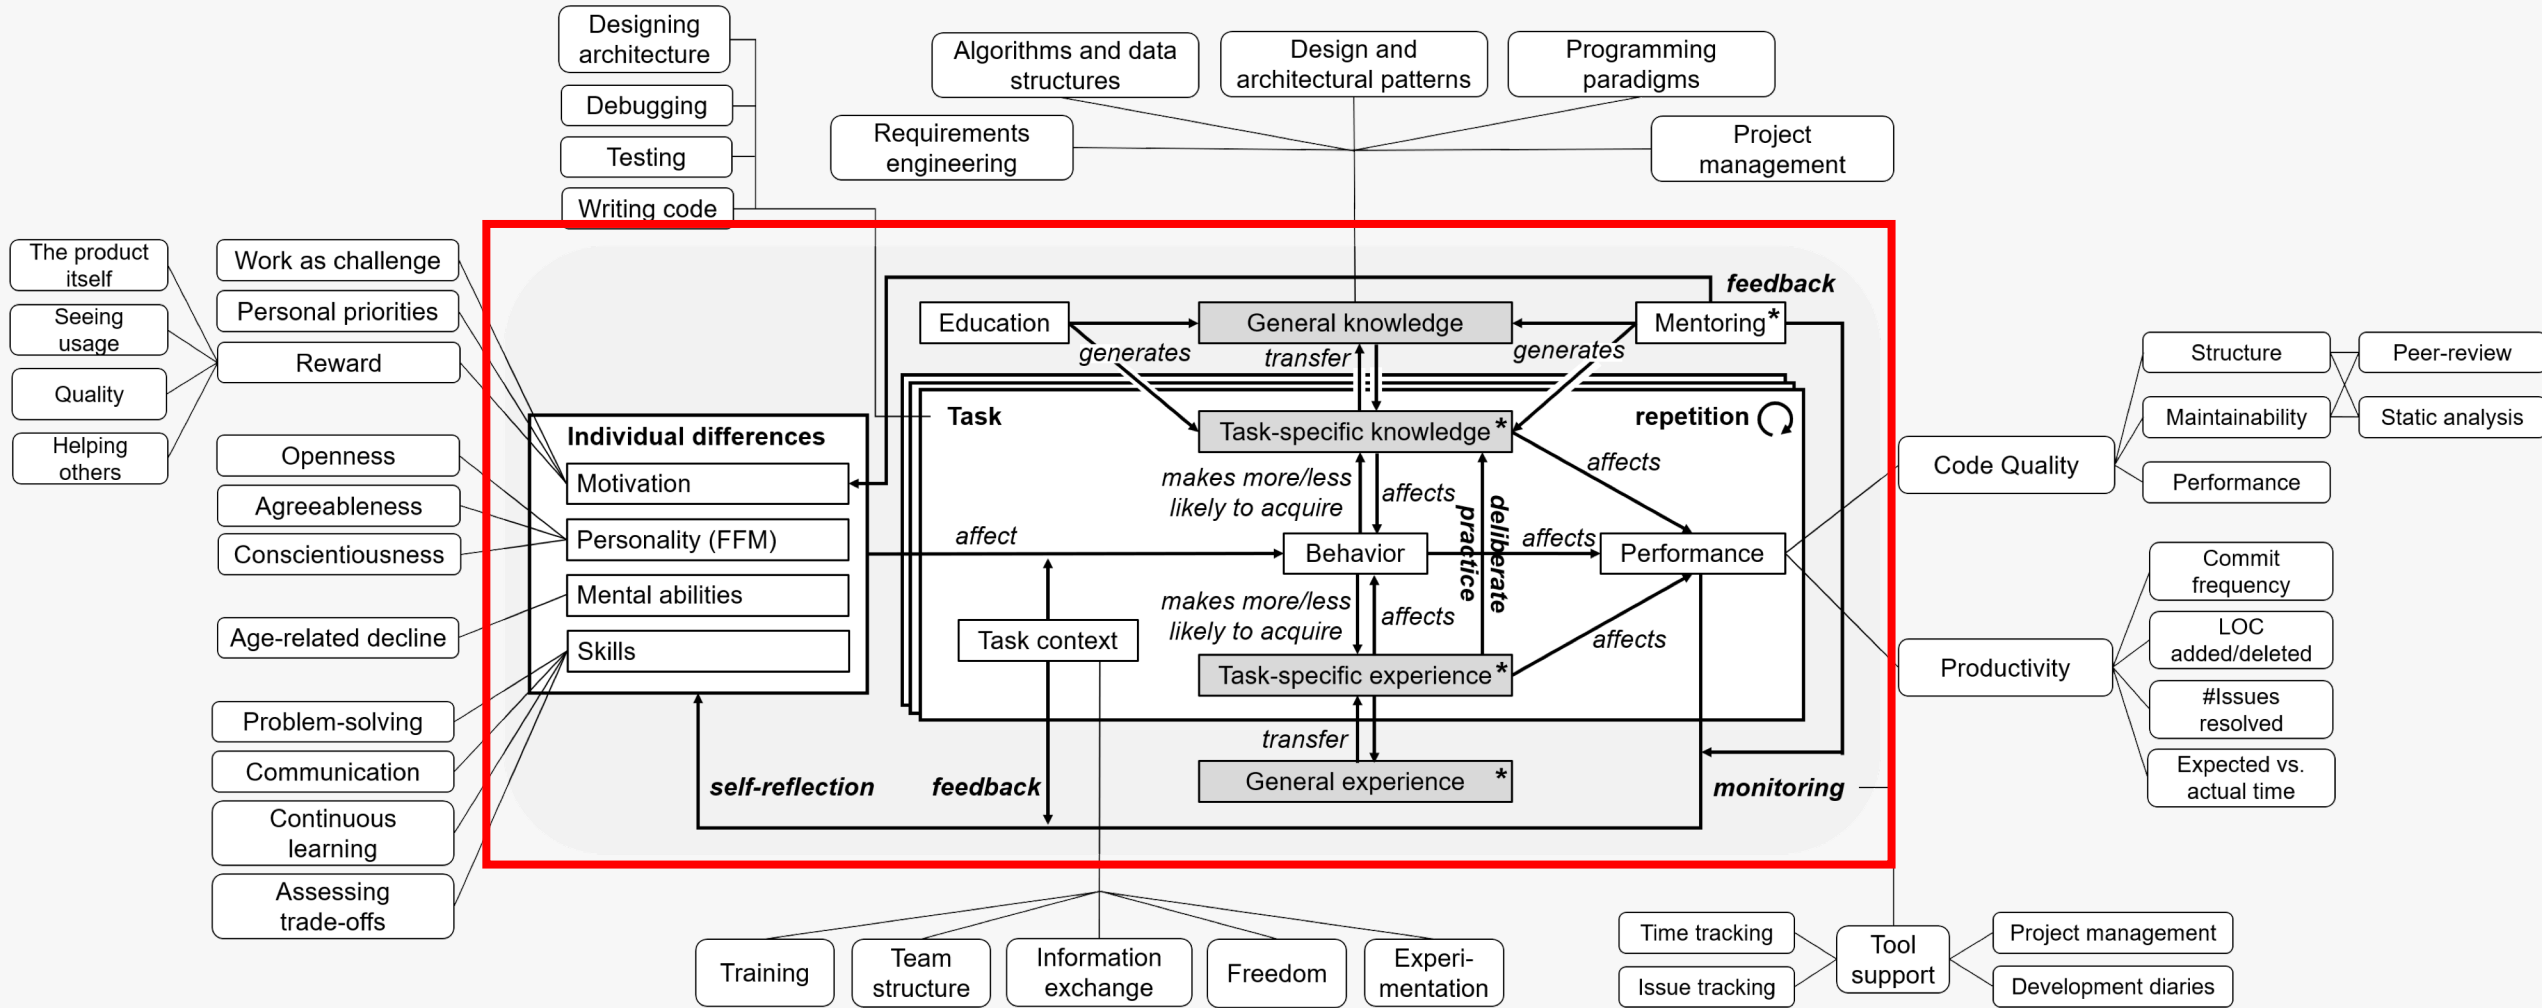 Designing
architecture
Debugging
Testing
Writing code
Algorithms and data
structures
Design and
architectural patterns
Programming
paradigms
Requirements
engineering
Project
management
The product
itself
Seeing
usage
Quality
Helping
others
Work as challenge
Personal priorities
Reward
Openness
Agreeableness
Conscientiousness
Age-related decline
Problem-solving
Communication
Continuous
learning
Assessing
trade-offs
Individual differences
Motivation
Personality (FFM)
Mental abilities
Skills
feedback
Education
General knowledge
Mentoring*
generates
transfer
generates
Task
Task-specific knowledge*
repetition
makes more/less
likely to acquire
affects
affects
deliberate
practice
affect
Behavior
affects
Performance
makes more/less
likely to acquire
affects
affects
Task context
Task-specific experience*
transfer
General experience *
self-reflection
feedback
monitoring
Code Quality
Structure
Maintainability
Performance
Peer-review
Static analysis
Productivity
Commit
frequency
LOC
added/deleted
#Issues
resolved
Expected vs.
actual time
Training
Team
structure
Information
exchange
Freedom
Experi-
mentation
Time tracking
Issue tracking
Tool
support
Project management
Development diaries